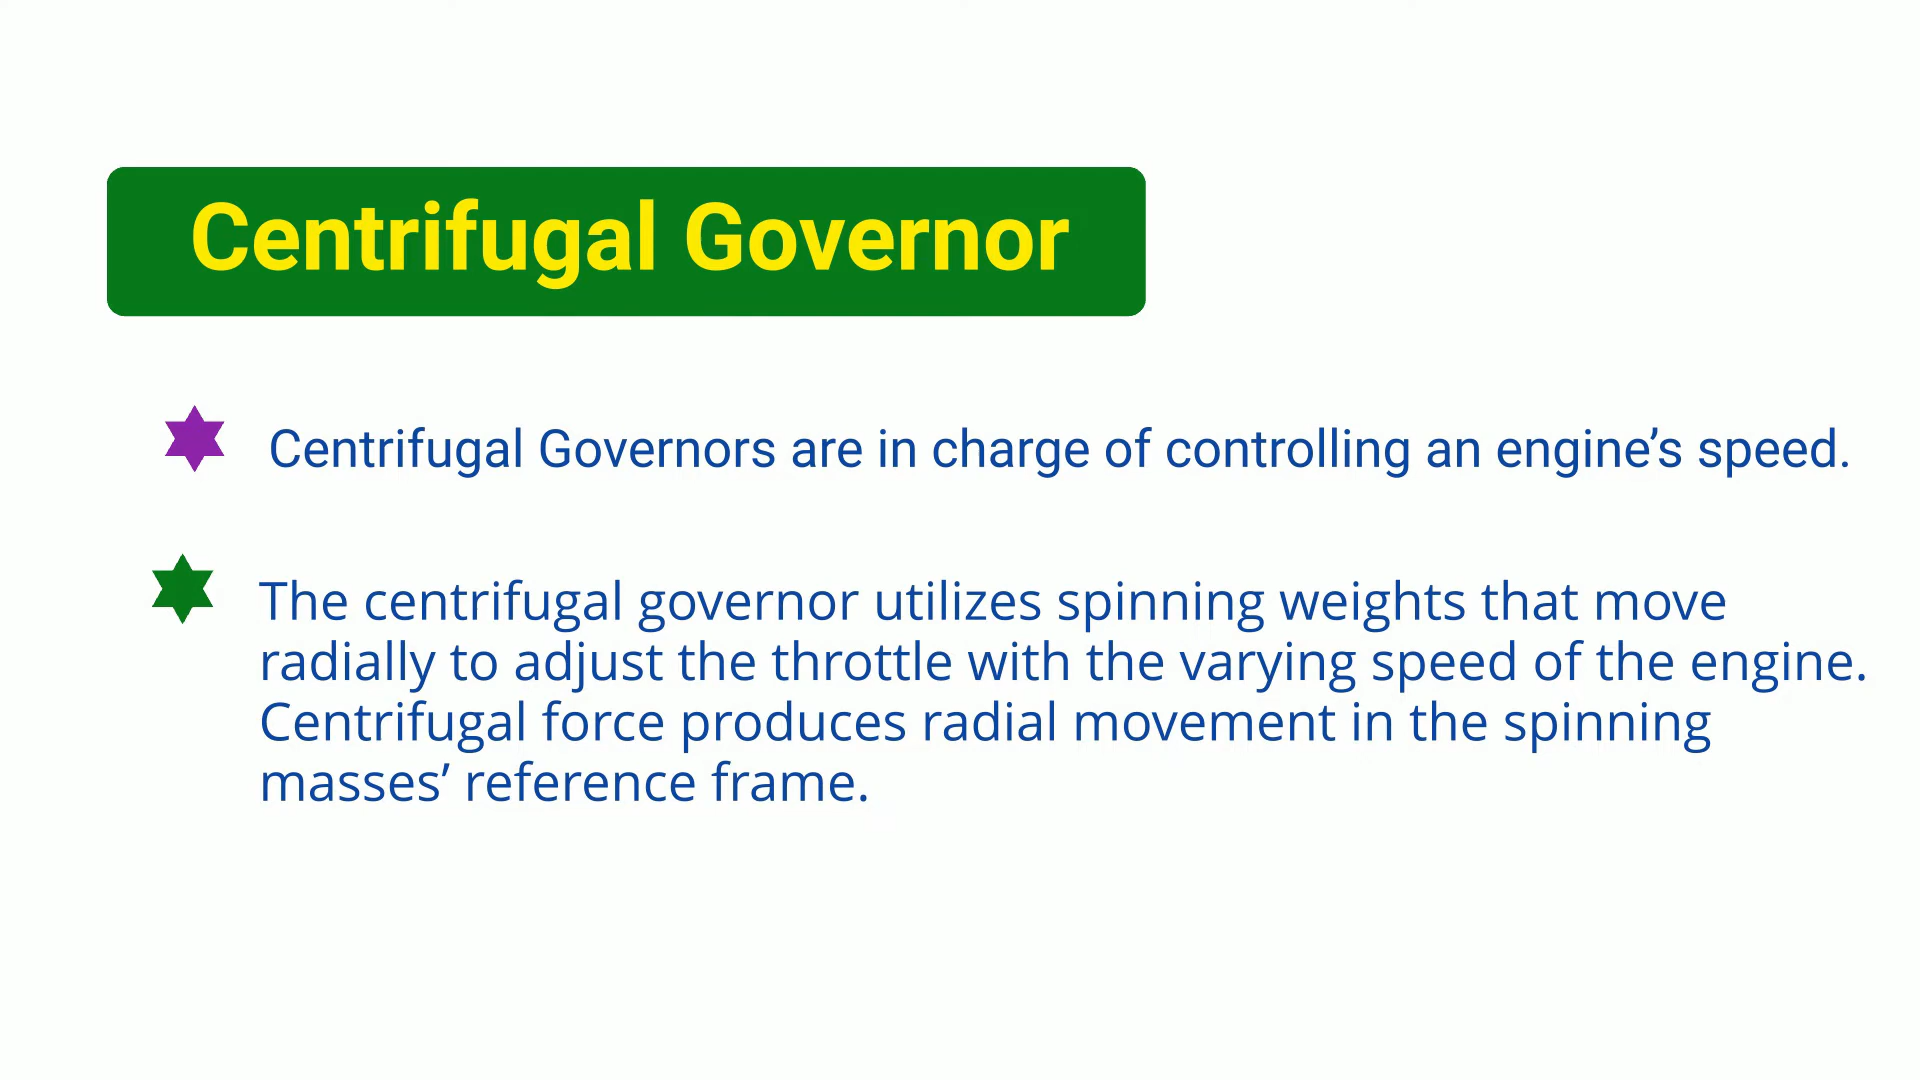 Centrifugal Governor
Centrifugal Governors are in charge of controlling an engine’s speed.
The centrifugal governor utilizes spinning weights that move
radially to adjust the throttle with the varying speed of the engine.
Centrifugal force produces radial movement in the spinning
masses’ reference frame.